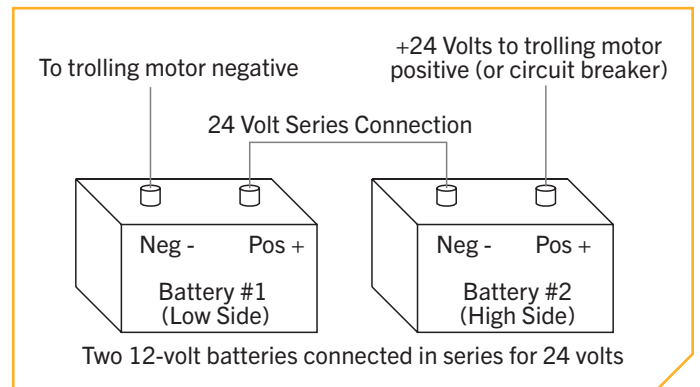 To trolling motor negative
+24 Volts to trolling motor
positive (or circuit breaker)
24 Volt Series Connection
Neg - Pos +
Battery #1
(Low Side)
Neg - Pos +
Battery #2
(High Side)
Two 12-volt batteries connected in series for 24 volts